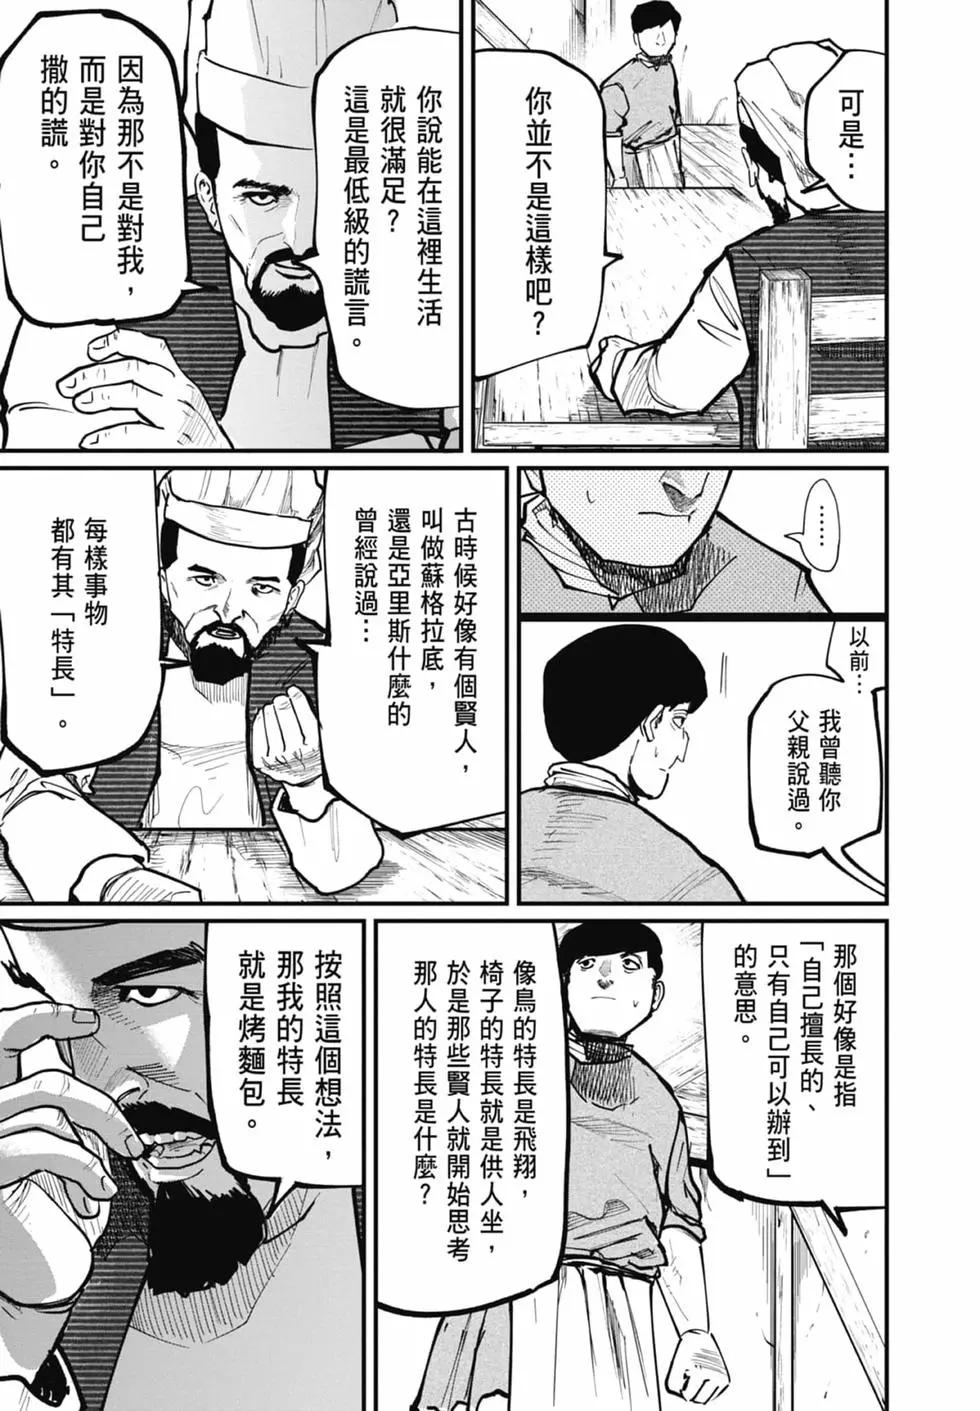 可是…
你並不是這樣吧？
你說能在這裡生活
就很滿足？
這是最低級的謊言。
因為那不是對我，
而是對你自己
撒的謊。
……
以前…
我曾聽你
父親說過。
古時候好像有個賢人，
叫做蘇格拉底，
還是亞里斯什麼的
曾經說過…
每樣事物
都有其「特長」。
那個好像是指
「自己擅長的、
只有自己可以辦到」
的意思。
像鳥的特長是飛翔，
椅子的特長就是供人坐，
於是那些賢人就開始思考
那人的特長是什麼？
按照這個想法，
那我的特長
就是烤麵包。